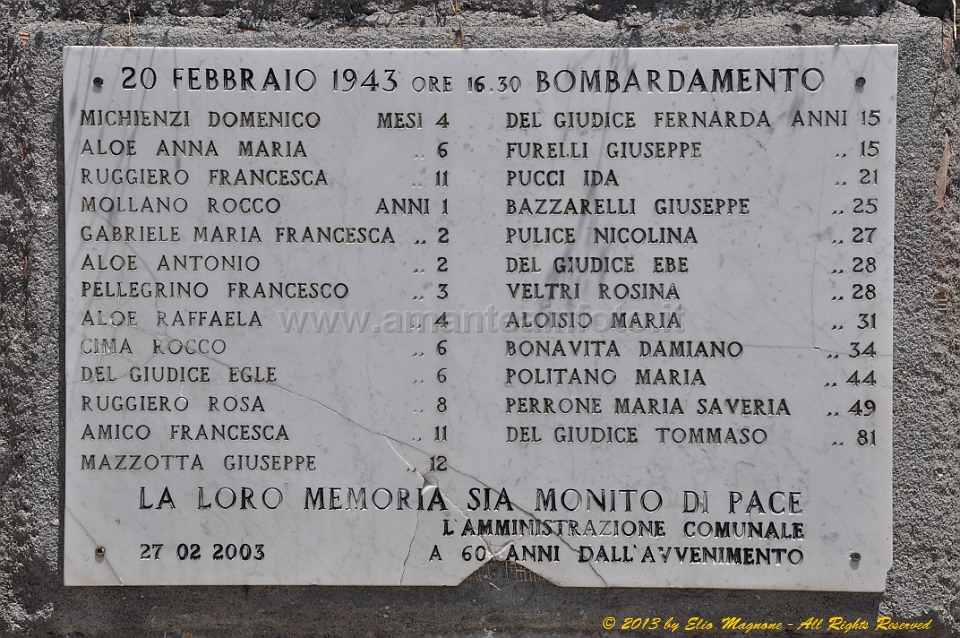 20 FEBBRAIO 1943 ORE 16.30 BOMBARDAMENTO
MICHIENZI DOMENICO MESI 4
ALOE ANNA MARIA ,, 6
RUGGIERO FRANCESCA ,, 11
MOLLANO ROCCO ANNI 1
GABRIELE MARIA FRANCESCA ,, 2
ALOE ANTONIO ,, 2
PELLEGRINO FRANCESCO ,, 3
ALOE RAFFAELA ,, 4
CIMA ROCCO ,, 6
DEL GIUDICE EGLE ,, 6
RUGGIERO ROSA ,, 8
AMICO FRANCESCA ,, 11
MAZZOTTA GIUSEPPE ,, 12
DEL GIUDICE FERNARDA ANNI 15
FURELLI GIUSEPPE ,, 15
PUCCI IDA ,, 21
BAZZARELLI GIUSEPPE ,, 25
PULICE NICOLINA ,, 27
DEL GIUDICE EBE ,, 28
VELTRI ROSINA ,, 28
ALOISIO MARIA ,, 31
BONAVITA DAMIANO ,, 34
POLITANO MARIA ,, 44
PERRONE MARIA SAVERIA ,, 49
DEL GIUDICE TOMMASO ,, 81
LA LORO MEMORIA SIA MONITO DI PACE
L'AMMINISTRAZIONE COMUNALE
27 02 2003 A 60 ANNI DALL'AVVENIMENTO
© 2013 by Elio Magnone - All Rights Reserved